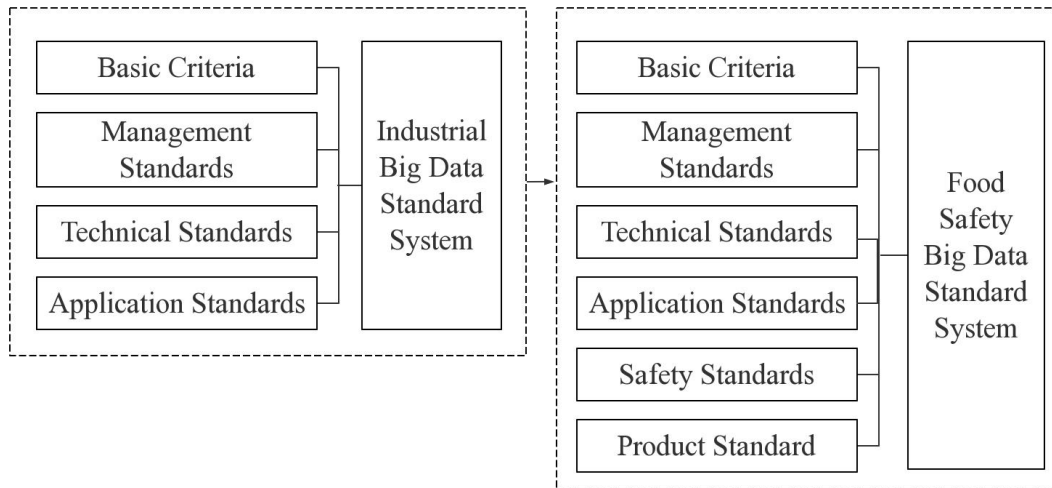 Basic Criteria
Management
Standards
Technical Standards
Application Standards
Industrial
Big Data
Standard
System
Basic Criteria
Management
Standards
Technical Standards
Application Standards
Safety Standards
Product Standard
Food
Safety
Big Data
Standard
System